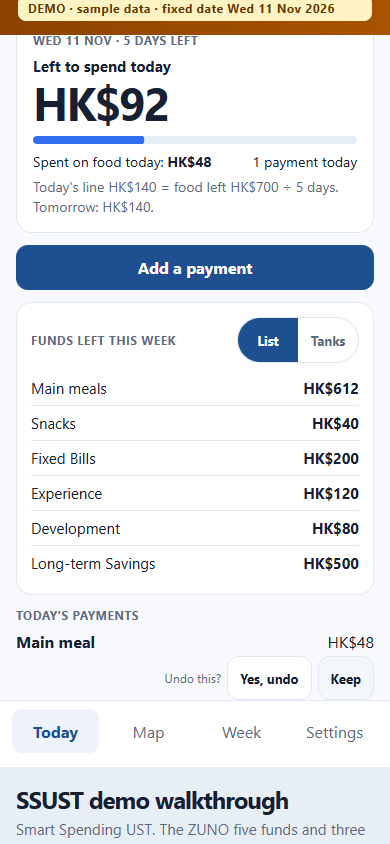 DEMO · sample data · fixed date Wed 11 Nov 2026
WED 11 NOV · 5 DAYS LEFT
Left to spend today
HK$92
Spent on food today: HK$48
1 payment today
Today's line HK$140 = food left HK$700 ÷ 5 days.
Tomorrow: HK$140.
Add a payment
FUNDS LEFT THIS WEEK
List
Tanks
Main meals
HK$612
Snacks
HK$40
Fixed Bills
HK$200
Experience
HK$120
Development
HK$80
Long-term Savings
HK$500
TODAY'S PAYMENTS
Main meal
HK$48
Undo this?
Yes, undo
Keep
Today
Map
Week
Settings
SSUST demo walkthrough
Smart Spending UST. The ZUNO five funds and three